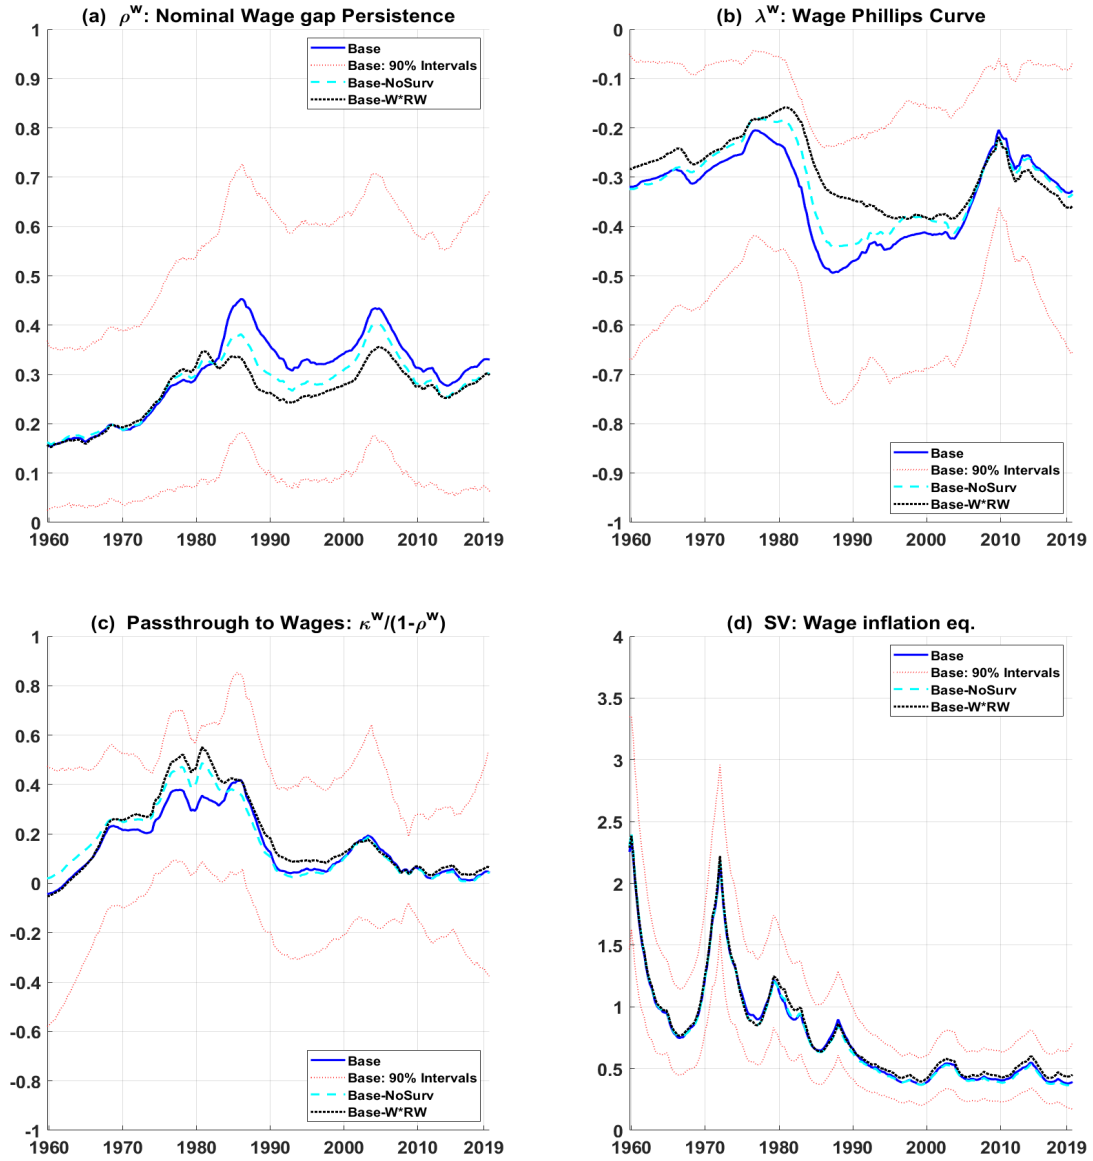 (a) ρʷ: Nominal Wage gap Persistence
1
0.9
0.8
0.7
0.6
0.5
0.4
0.3
0.2
0.1
0
Base
Base: 90% Intervals
Base-NoSurv
Base-W*RW
1960 1970 1980 1990 2000 2010 2019
(b) λʷ: Wage Phillips Curve
0
-0.1
-0.2
-0.3
-0.4
-0.5
-0.6
-0.7
-0.8
-0.9
-1
Base
Base: 90% Intervals
Base-NoSurv
Base-W*RW
1960 1970 1980 1990 2000 2010 2019
(c) Passthrough to Wages: κʷ/(1-ρʷ)
1
0.8
0.6
0.4
0.2
0
-0.2
-0.4
-0.6
-0.8
-1
Base
Base: 90% Intervals
Base-NoSurv
Base-W*RW
1960 1970 1980 1990 2000 2010 2019
(d) SV: Wage inflation eq.
4
3.5
3
2.5
2
1.5
1
0.5
0
Base
Base: 90% Intervals
Base-NoSurv
Base-W*RW
1960 1970 1980 1990 2000 2010 2019